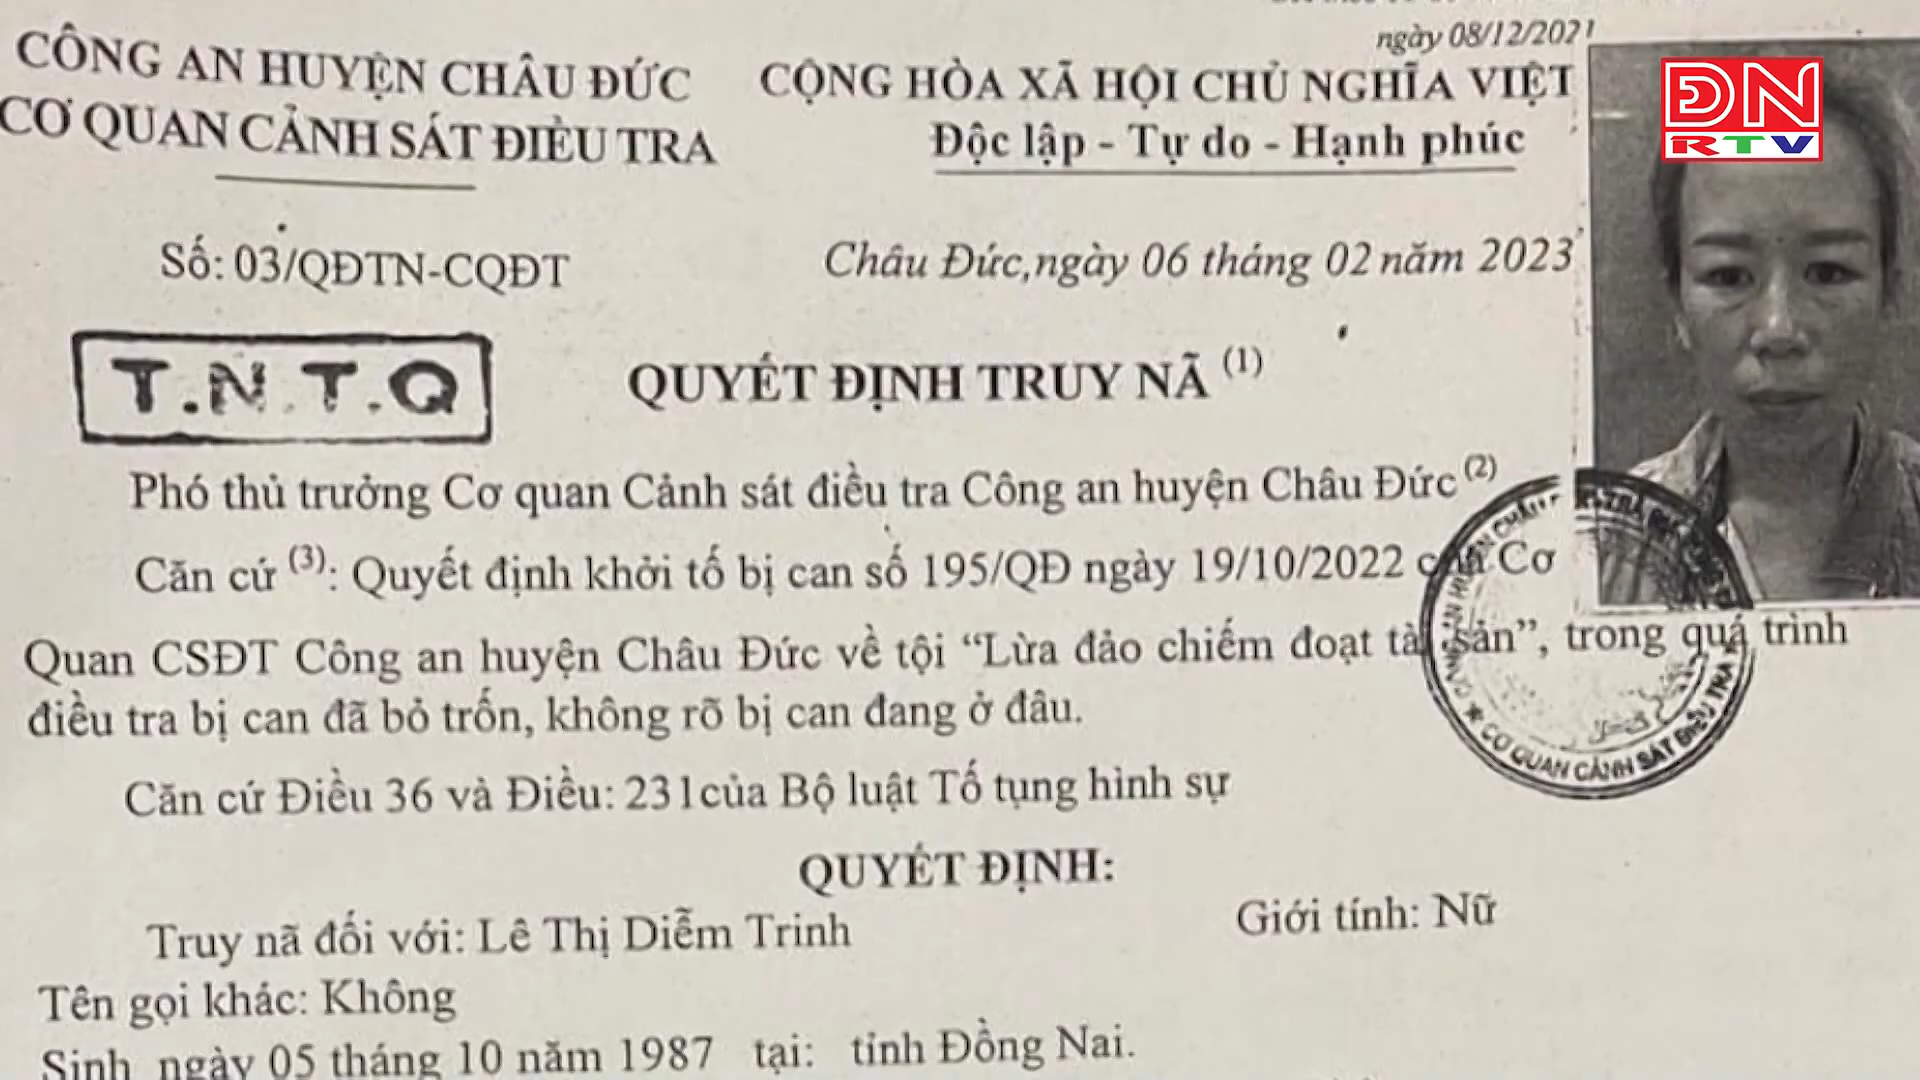 ngày 08/12/2021
CÔNG AN HUYỆN CHÂU ĐỨC
CƠ QUAN CẢNH SÁT ĐIỀU TRA
CỘNG HÒA XÃ HỘI CHỦ NGHĨA VIỆT
Độc lập - Tự do - Hạnh phúc
ĐN
RTV
Số: 03/QĐTN-CQĐT
Châu Đức,ngày 06 tháng 02 năm 2023
T.N.T.Q
QUYẾT ĐỊNH TRUY NÃ (1)
Phó thủ trưởng Cơ quan Cảnh sát điều tra Công an huyện Châu Đức (2)
Căn cứ (3): Quyết định khởi tố bị can số 195/QĐ ngày 19/10/2022 của Cơ
Quan CSĐT Công an huyện Châu Đức về tội “Lừa đảo chiếm đoạt tài sản”, trong quá trình
điều tra bị can đã bỏ trốn, không rõ bị can đang ở đâu.
CƠ QUAN CẢNH SÁT ĐIỀU TRA
Căn cứ Điều 36 và Điều: 231của Bộ luật Tố tụng hình sự
QUYẾT ĐỊNH:
Truy nã đối với: Lê Thị Diễm Trinh
Giới tính: Nữ
Tên gọi khác: Không
Sinh ngày 05 tháng 10 năm 1987 tại: tỉnh Đồng Nai.